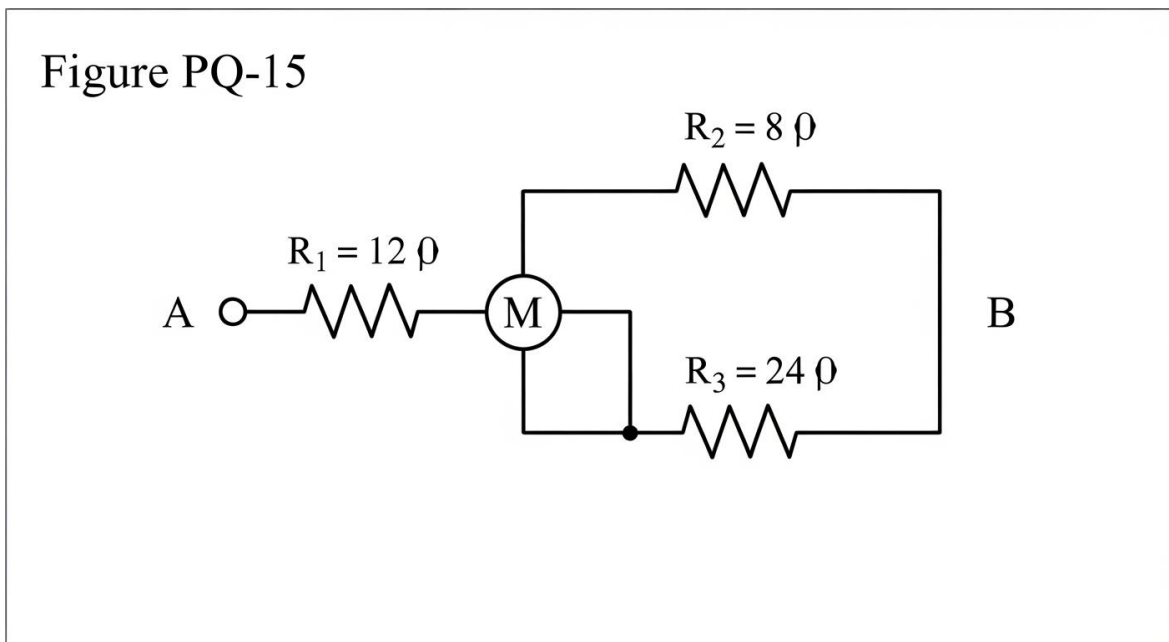 Figure PQ-15
R₂ = 8 ρ
R₁ = 12 ρ
A
M
B
R₃ = 24 ρ